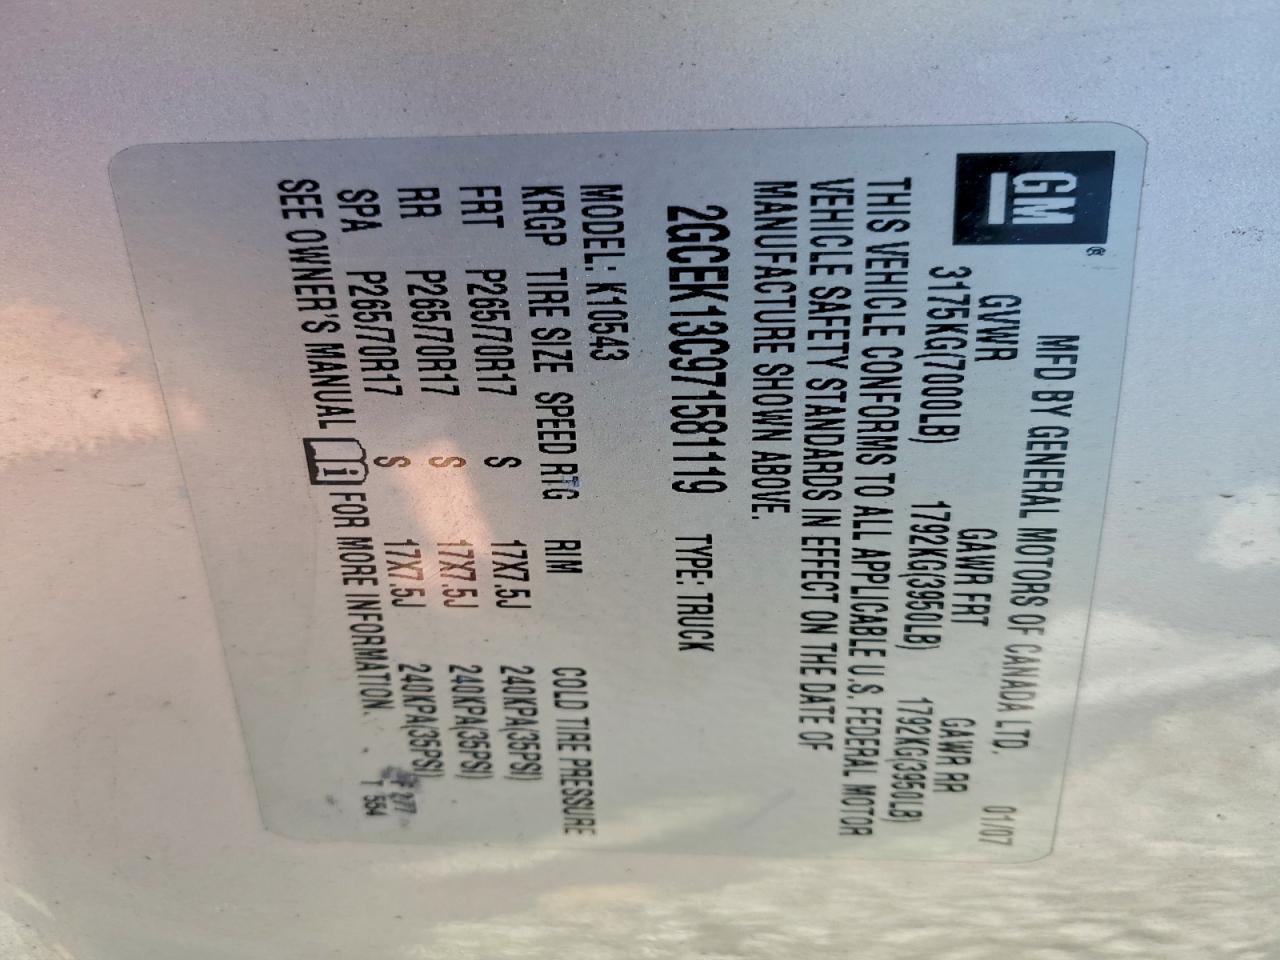 GM ®
MFD BY GENERAL MOTORS OF CANADA LTD. 01/07
GVWR GAWR FRT GAWR RR
3175KG(7000LB) 1792KG(3950LB) 1792KG(3950LB)
THIS VEHICLE CONFORMS TO ALL APPLICABLE U.S. FEDERAL MOTOR
VEHICLE SAFETY STANDARDS IN EFFECT ON THE DATE OF
MANUFACTURE SHOWN ABOVE.
2GCEK13C971581119 TYPE: TRUCK
MODEL: K10543
KRGP TIRE SIZE SPEED RTG RIM COLD TIRE PRESSURE
FRT P265/70R17 S 17X7.5J 240KPA(35PSI)
RR P265/70R17 S 17X7.5J 240KPA(35PSI)
SPA P265/70R17 S 17X7.5J 240KPA(35PSI)
SEE OWNER'S MANUAL i FOR MORE INFORMATION T 554